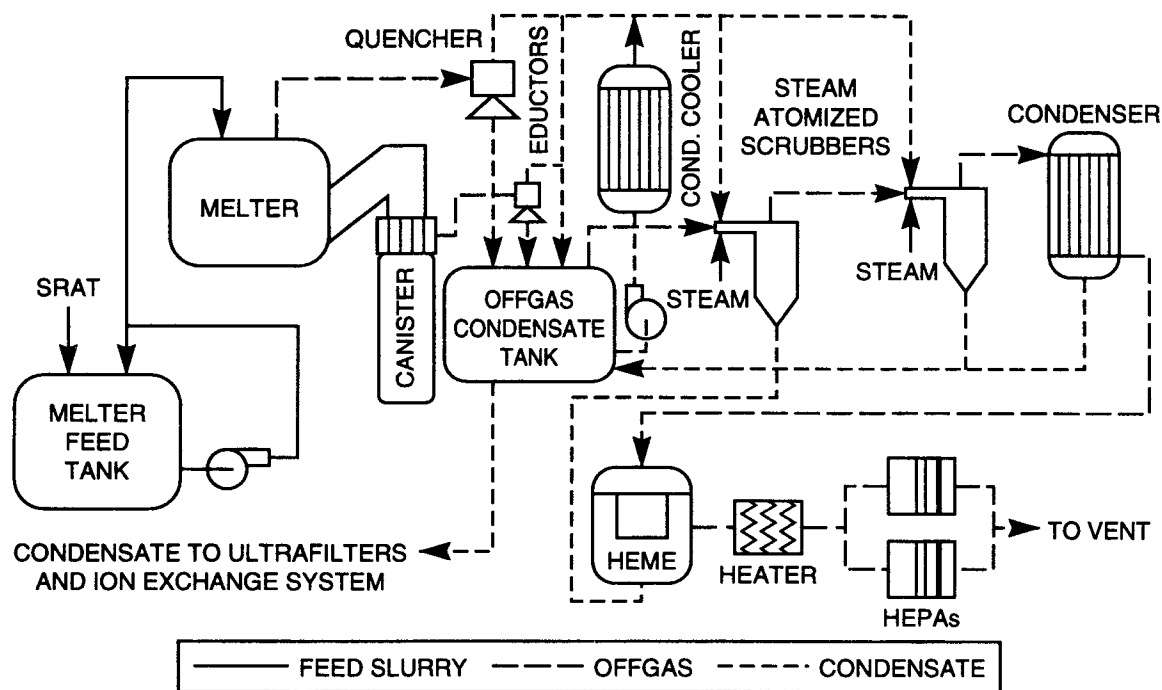 QUENCHER
EDUCTORS
COND. COOLER
STEAM
ATOMIZED
SCRUBBERS
CONDENSER
MELTER
SRAT
CANISTER
OFFGAS
CONDENSATE
TANK
STEAM
STEAM
MELTER
FEED
TANK
CONDENSATE TO ULTRAFILTERS
AND ION EXCHANGE SYSTEM
HEME
HEATER
HEPAs
TO VENT
FEED SLURRY
OFFGAS
CONDENSATE